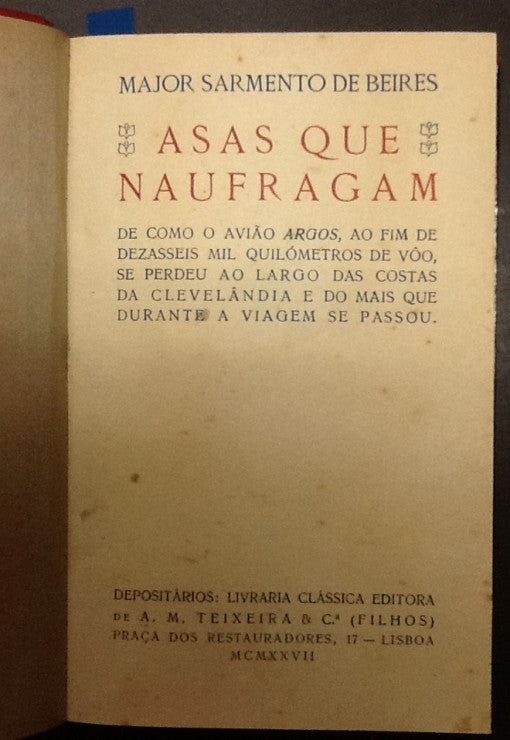 MAJOR SARMENTO DE BEIRES
ASAS QUE
NAUFRAGAM
DE COMO O AVIÃO ARGOS, AO FIM DE
DEZASSEIS MIL QUILÓMETROS DE VÔO,
SE PERDEU AO LARGO DAS COSTAS
DA CLEVELÂNDIA E DO MAIS QUE
DURANTE A VIAGEM SE PASSOU.
DEPOSITÁRIOS: LIVRARIA CLÁSSICA EDITORA
DE A. M. TEIXEIRA & C.ª (FILHOS)
PRAÇA DOS RESTAURADORES, 17 — LISBOA
MCMXXVII